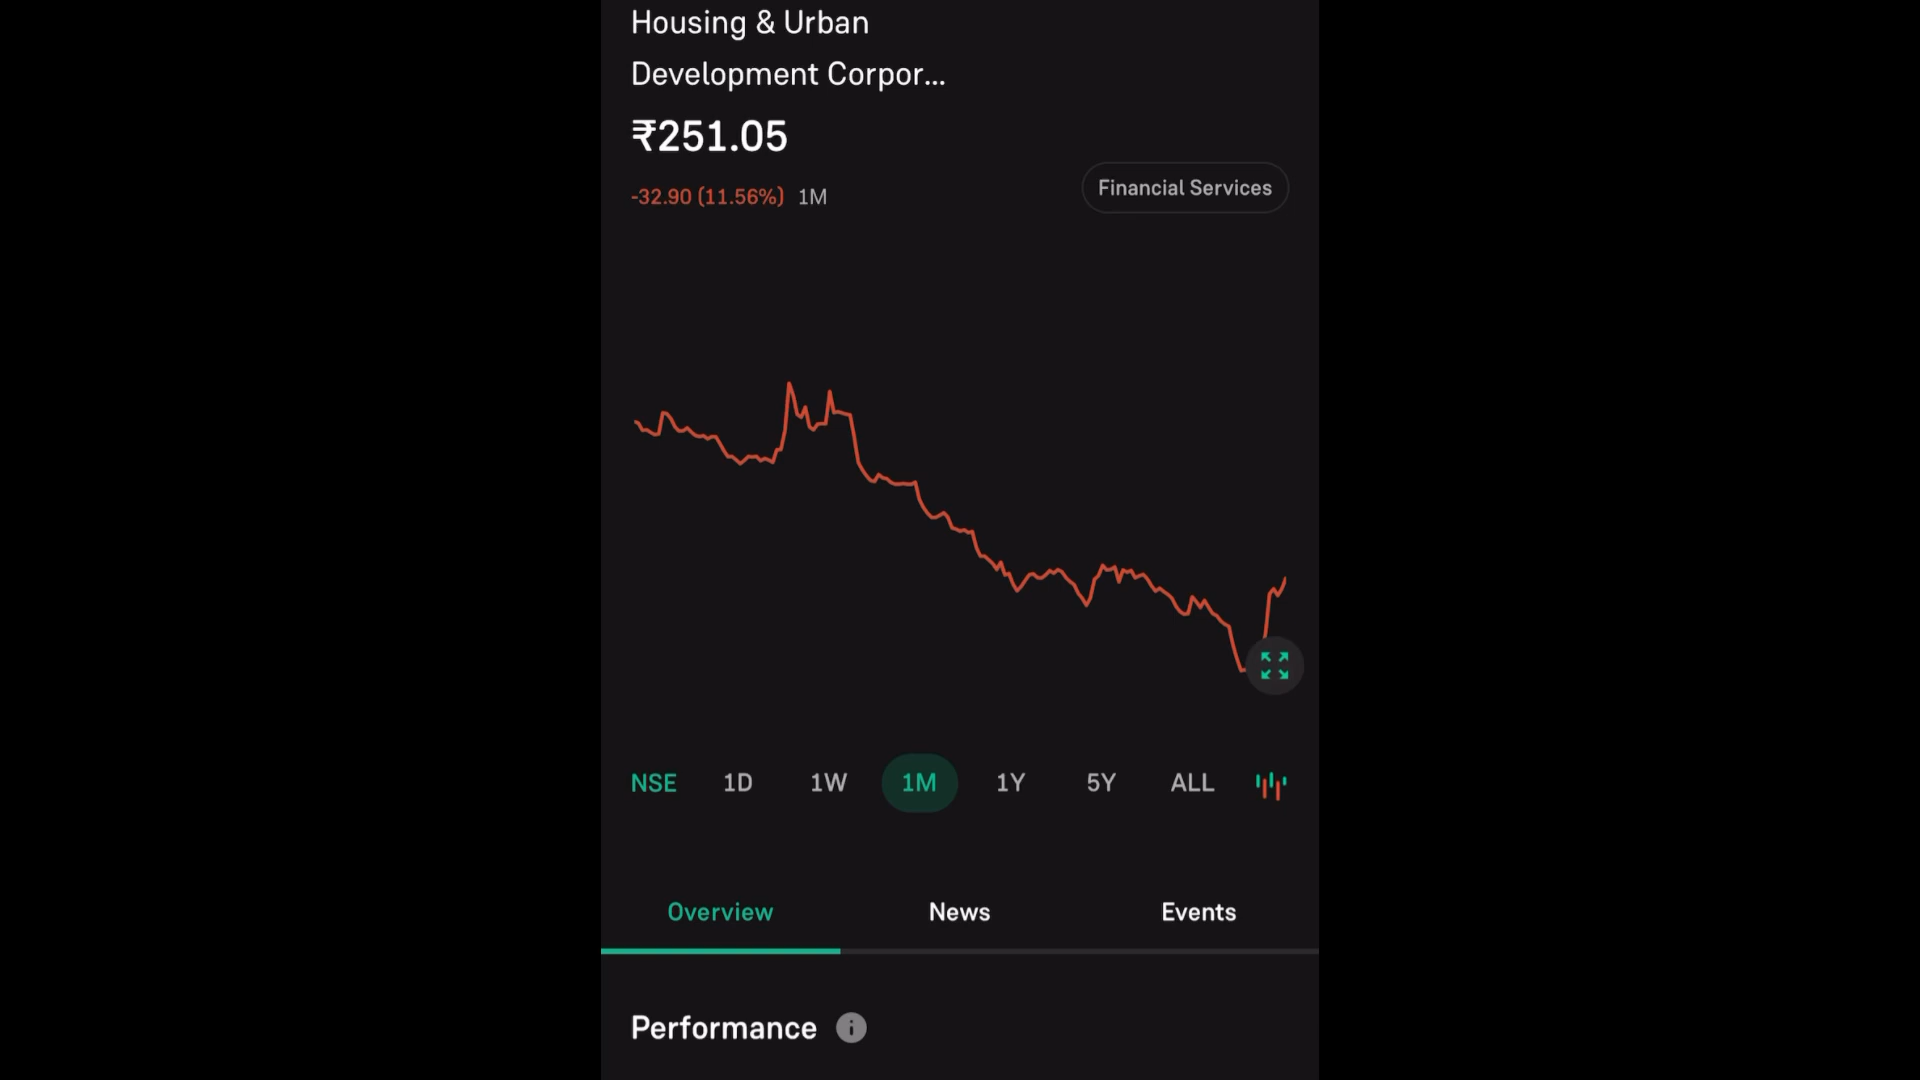 Housing & Urban
Development Corpor...
₹251.05
-32.90 (11.56%) 1M
Financial Services
NSE 1D 1W 1M 1Y 5Y ALL
Overview News Events
Performance